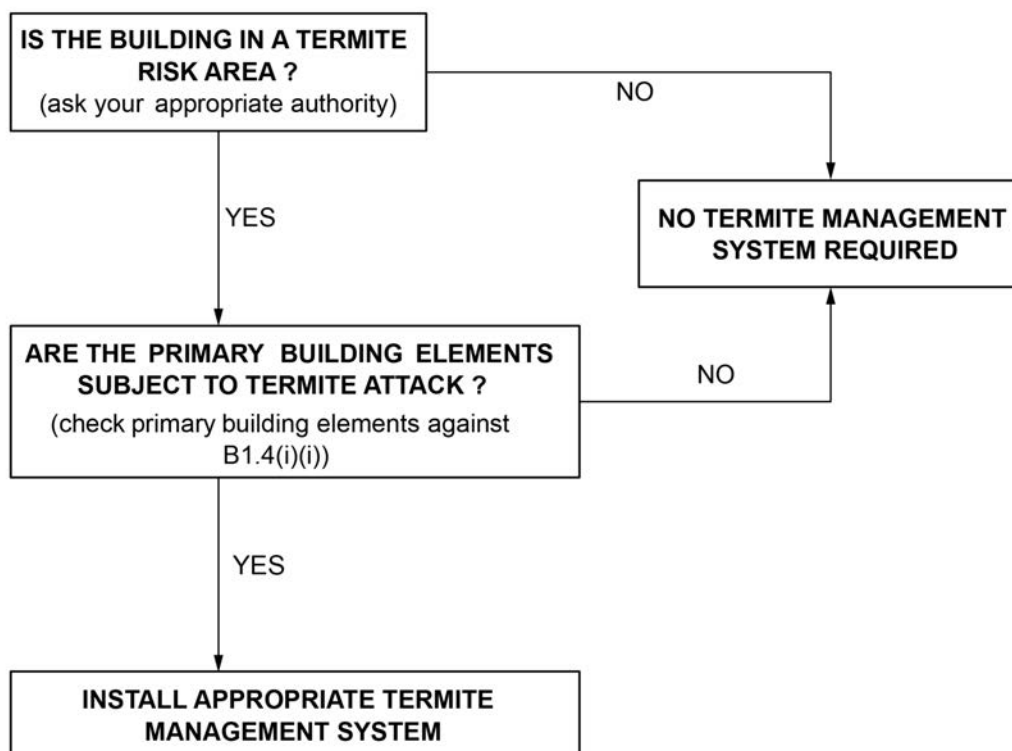 IS THE BUILDING IN A TERMITE
RISK AREA ?
(ask your appropriate authority)
NO
NO TERMITE MANAGEMENT
SYSTEM REQUIRED
YES
ARE THE PRIMARY BUILDING ELEMENTS
SUBJECT TO TERMITE ATTACK ?
(check primary building elements against
B1.4(i)(i))
NO
YES
INSTALL APPROPRIATE TERMITE
MANAGEMENT SYSTEM